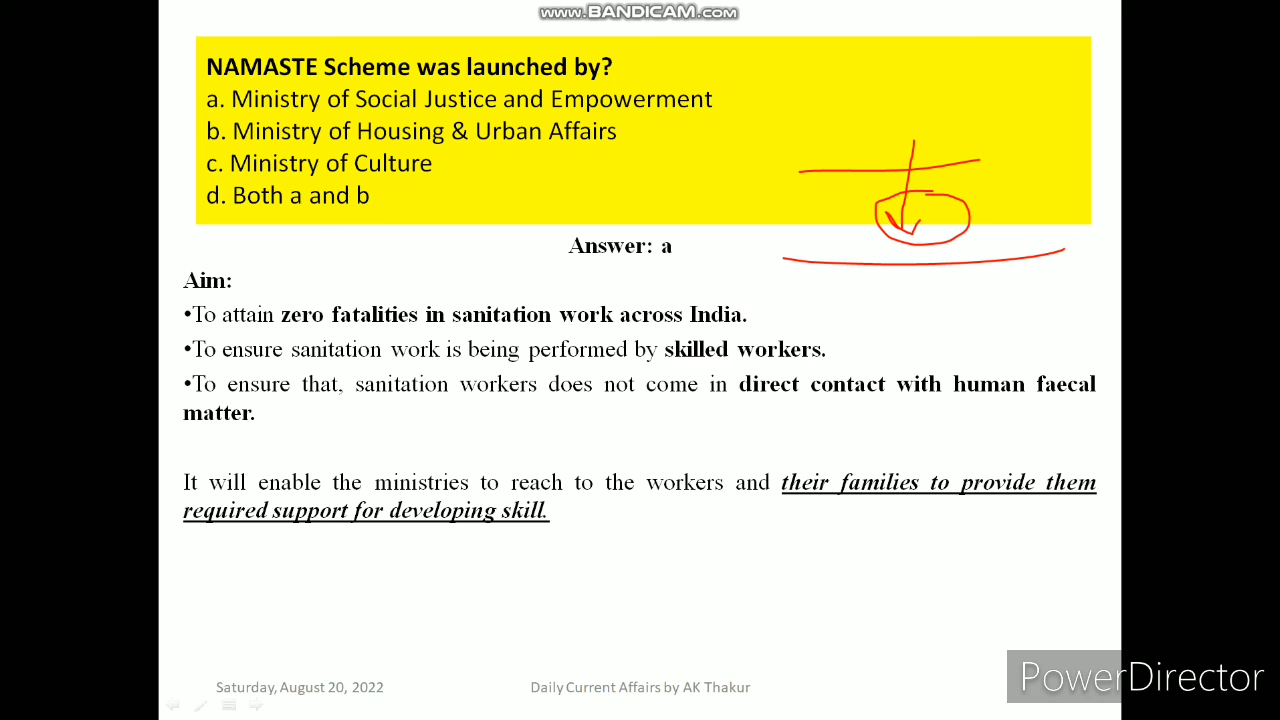 www.BANDICAM.com
NAMASTE Scheme was launched by?
a. Ministry of Social Justice and Empowerment
b. Ministry of Housing & Urban Affairs
c. Ministry of Culture
d. Both a and b
Answer: a
Aim:
•To attain zero fatalities in sanitation work across India.
•To ensure sanitation work is being performed by skilled workers.
•To ensure that, sanitation workers does not come in direct contact with human faecal
matter.
It will enable the ministries to reach to the workers and their families to provide them
required support for developing skill.
Saturday, August 20, 2022
Daily Current Affairs by AK Thakur
PowerDirector